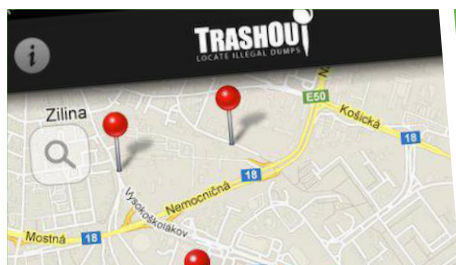 i
TRASHOUT
LOCATE ILLEGAL DUMPS
N
E50
Zilina
Košická
18
18
Nemocničná
Vysokoškolákov
Mostná
18